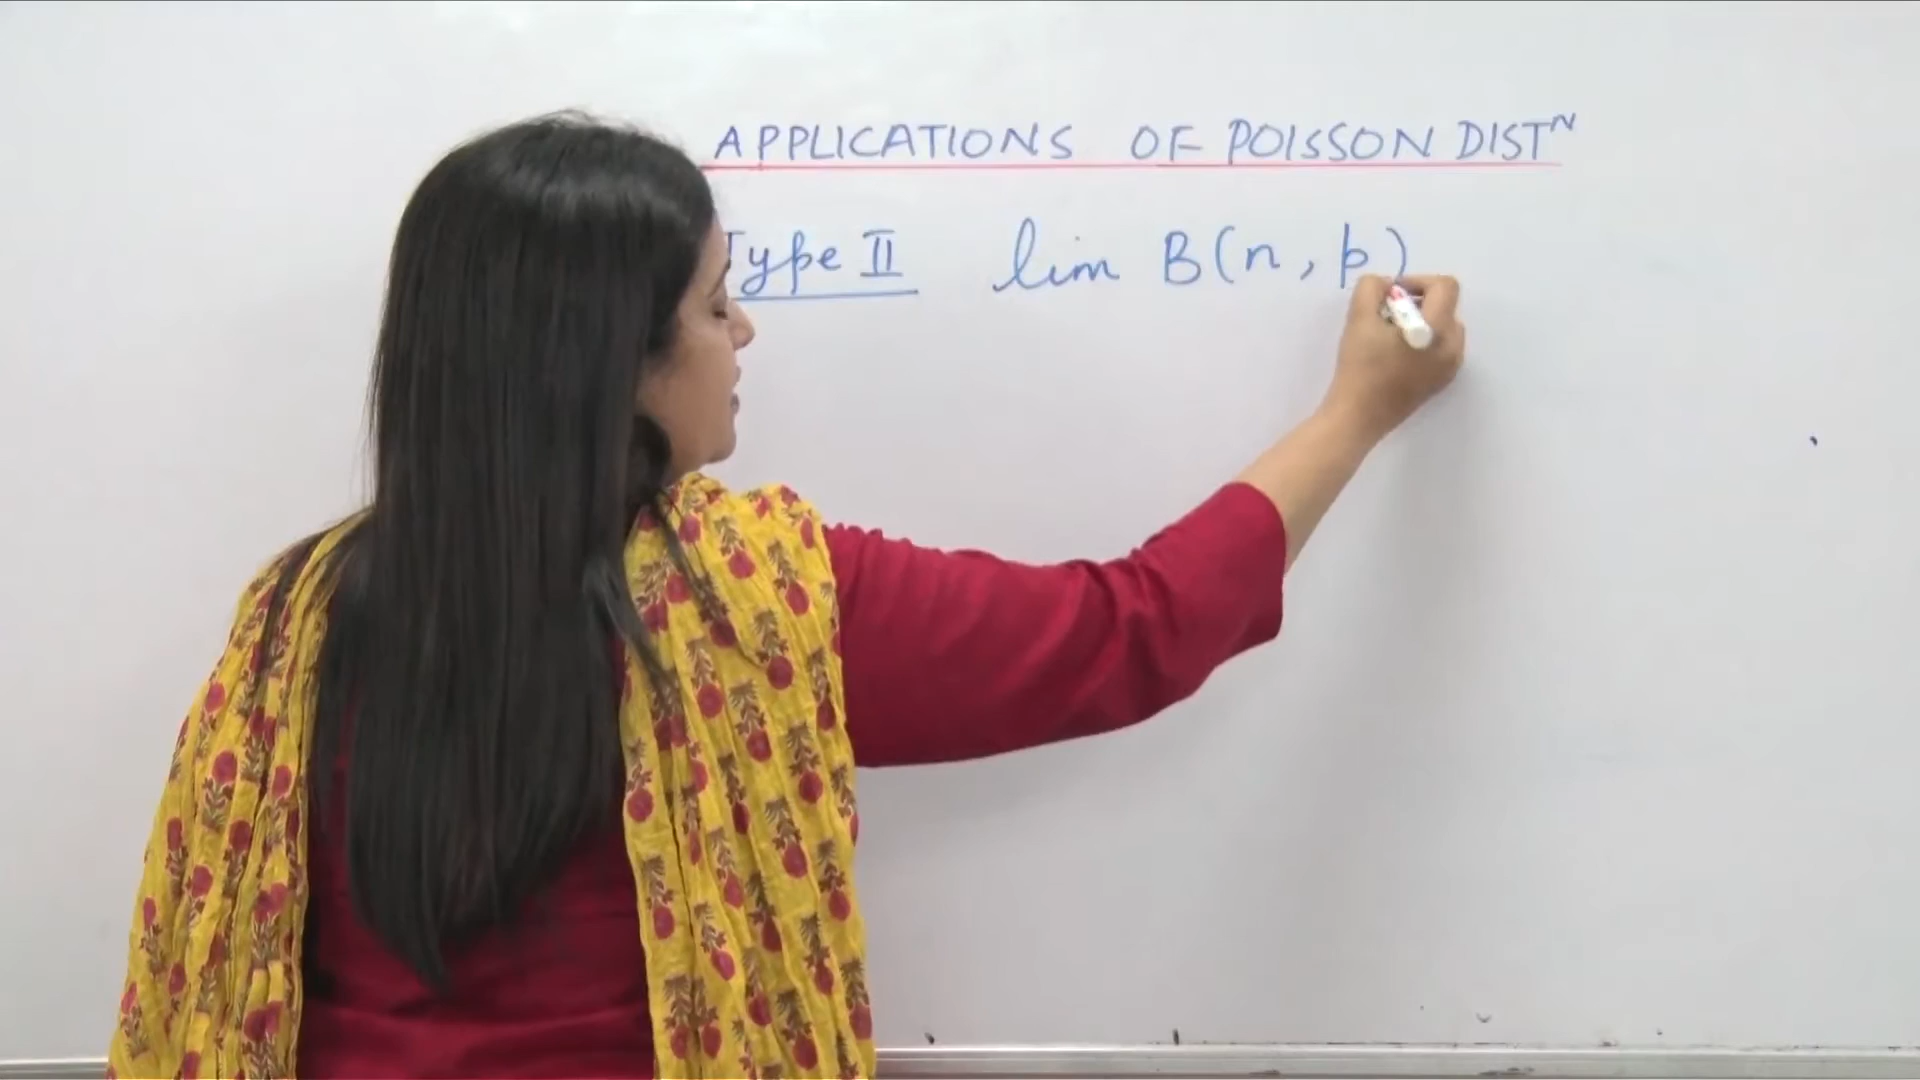 APPLICATIONS OF POISSON DISTᴺ
Type II lim B(n, p)